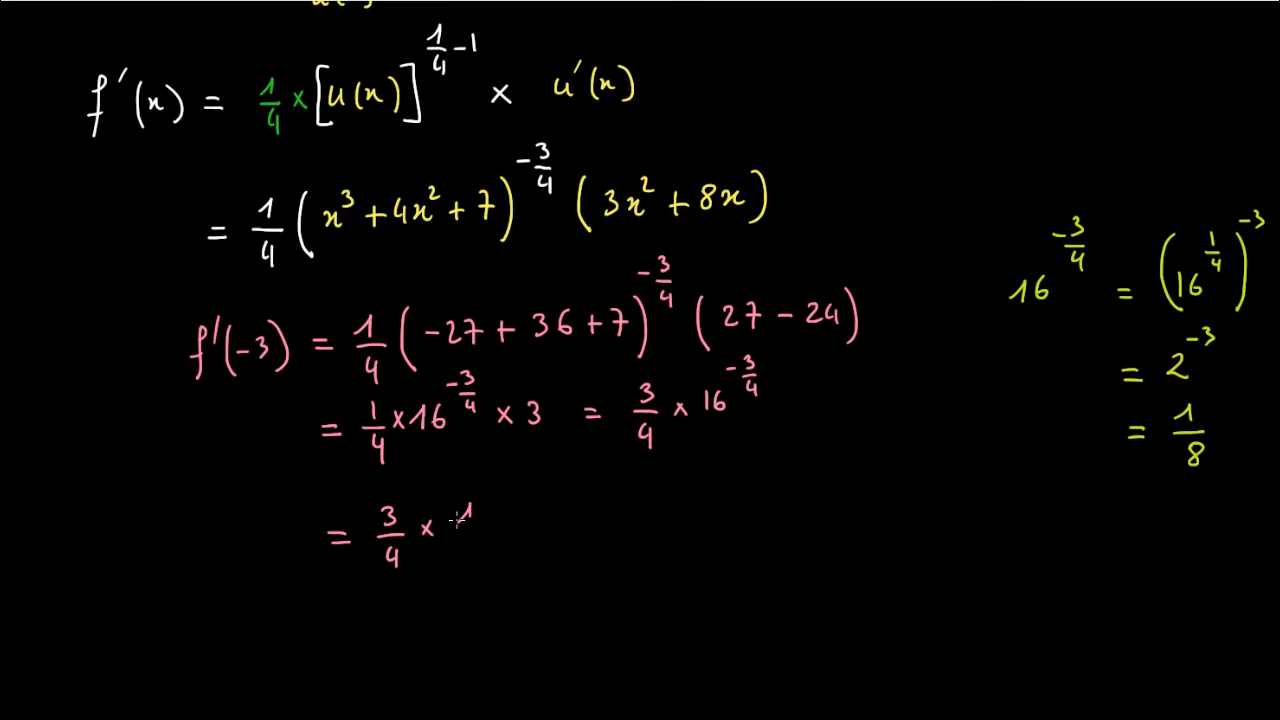 f'(x) = 1/4 × [u(x)]^(1/4 - 1) × u'(x)
= 1/4 (x³ + 4x² + 7)^(-3/4) (3x² + 8x)
f'(-3) = 1/4 (-27 + 36 + 7)^(-3/4) (27 - 24)
= 1/4 × 16^(-3/4) × 3 = 3/4 × 16^(-3/4)
= 3/4 × 1
16^(-3/4) = (16^(1/4))^(-3)
= 2^(-3)
= 1/8